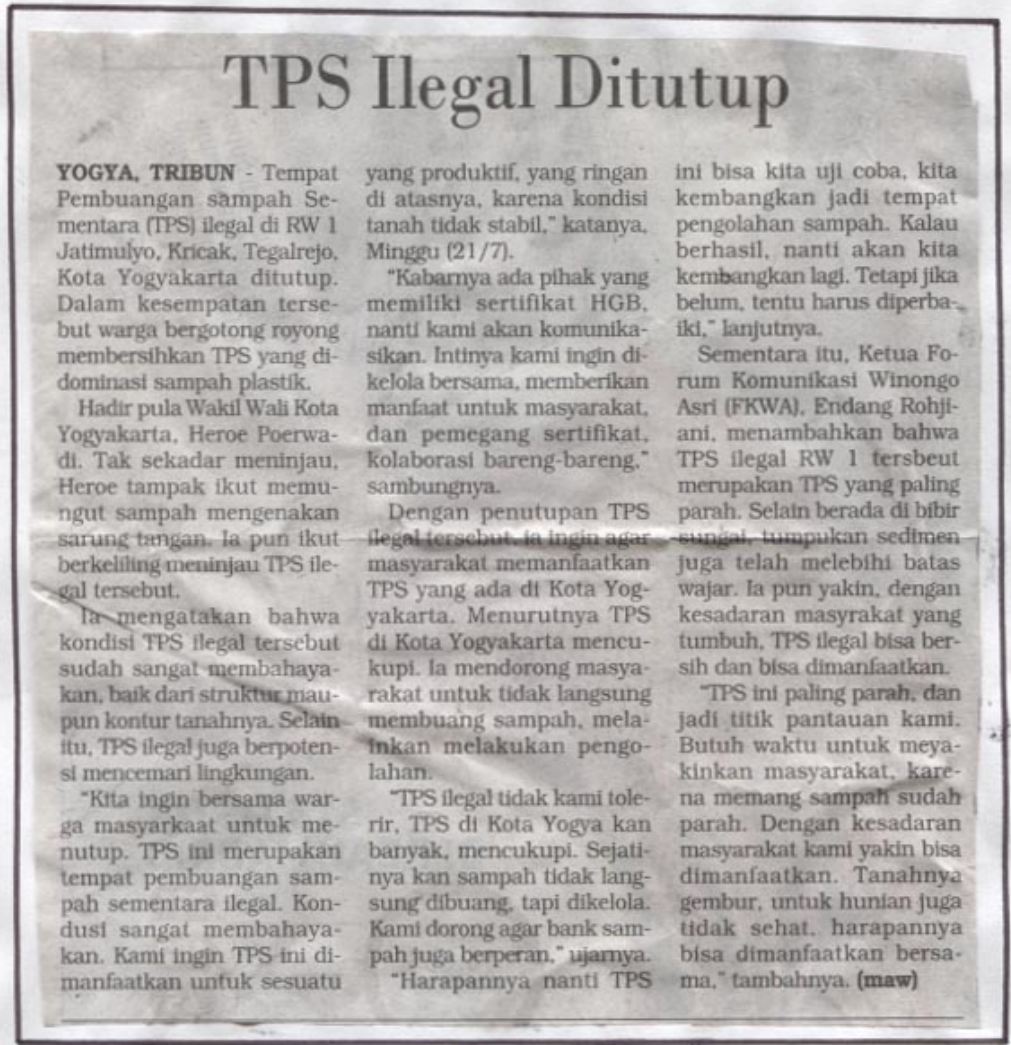 TPS Ilegal Ditutup
YOGYA, TRIBUN - Tempat
Pembuangan sampah Se-
mentara (TPS) ilegal di RW 1
Jatimulyo, Kricak, Tegalrejo,
Kota Yogyakarta ditutup.
Dalam kesempatan terse-
but warga bergotong royong
membersihkan TPS yang di-
dominasi sampah plastik.
Hadir pula Wakil Wali Kota
Yogyakarta, Heroe Poerwa-
di. Tak sekadar meninjau,
Heroe tampak ikut memu-
ngut sampah mengenakan
sarung tangan. Ia pun ikut
berkeliling meninjau TPS ile-
gal tersebut.
Ia mengatakan bahwa
kondisi TPS ilegal tersebut
sudah sangat membahaya-
kan, baik dari struktur mau-
pun kontur tanahnya. Selain
itu, TPS ilegal juga berpoten-
si mencemari lingkungan.
"Kita ingin bersama war-
ga masyarkaat untuk me-
nutup. TPS ini merupakan
tempat pembuangan sam-
pah sementara ilegal. Kon-
dusi sangat membahaya-
kan. Kami ingin TPS ini di-
manfaatkan untuk sesuatu
yang produktif, yang ringan
di atasnya, karena kondisi
tanah tidak stabil," katanya,
Minggu (21/7).
"Kabarnya ada pihak yang
memiliki sertifikat HGB,
nanti kami akan komunika-
sikan. Intinya kami ingin di-
kelola bersama, memberikan
manfaat untuk masyarakat,
dan pemegang sertifikat,
kolaborasi bareng-bareng,"
sambungnya.
Dengan penutupan TPS
ilegal tersebut, ia ingin agar
masyarakat memanfaatkan
TPS yang ada di Kota Yog-
yakarta. Menurutnya TPS
di Kota Yogyakarta mencu-
kupi. Ia mendorong masya-
rakat untuk tidak langsung
membuang sampah, mela-
inkan melakukan pengo-
lahan.
"TPS ilegal tidak kami tole-
rir, TPS di Kota Yogya kan
banyak, mencukupi. Sejati-
nya kan sampah tidak lang-
sung dibuang, tapi dikelola.
Kami dorong agar bank sam-
pah juga berperan," ujarnya.
"Harapannya nanti TPS
ini bisa kita uji coba, kita
kembangkan jadi tempat
pengolahan sampah. Kalau
berhasil, nanti akan kita
kembangkan lagi. Tetapi jika
belum, tentu harus diperba-
iki," lanjutnya.
Sementara itu, Ketua Fo-
rum Komunikasi Winongo
Asri (FKWA), Endang Rohji-
ani, menambahkan bahwa
TPS ilegal RW 1 tersbeut
merupakan TPS yang paling
parah. Selain berada di bibir
sungai, tumpukan sedimen
juga telah melebihi batas
wajar. Ia pun yakin, dengan
kesadaran masyrakat yang
tumbuh, TPS ilegal bisa ber-
sih dan bisa dimanfaatkan.
"TPS ini paling parah, dan
jadi titik pantauan kami.
Butuh waktu untuk meya-
kinkan masyarakat, kare-
na memang sampah sudah
parah. Dengan kesadaran
masyarakat kami yakin bisa
dimanfaatkan. Tanahnya
gembur, untuk hunian juga
tidak sehat, harapannya
bisa dimanfaatkan bersa-
ma," tambahnya. (maw)